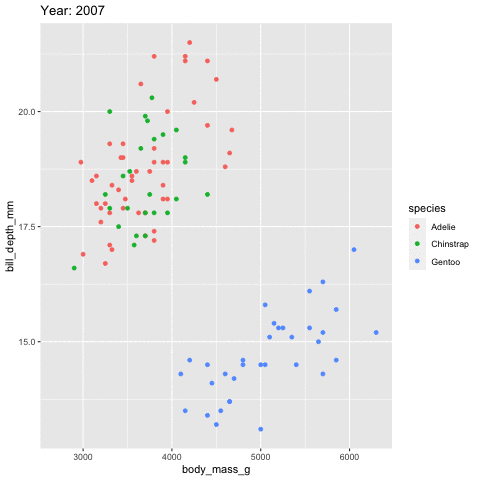 Year: 2007
20.0
17.5
15.0
bill_depth_mm
3000 4000 5000 6000
body_mass_g
species
Adelie
Chinstrap
Gentoo